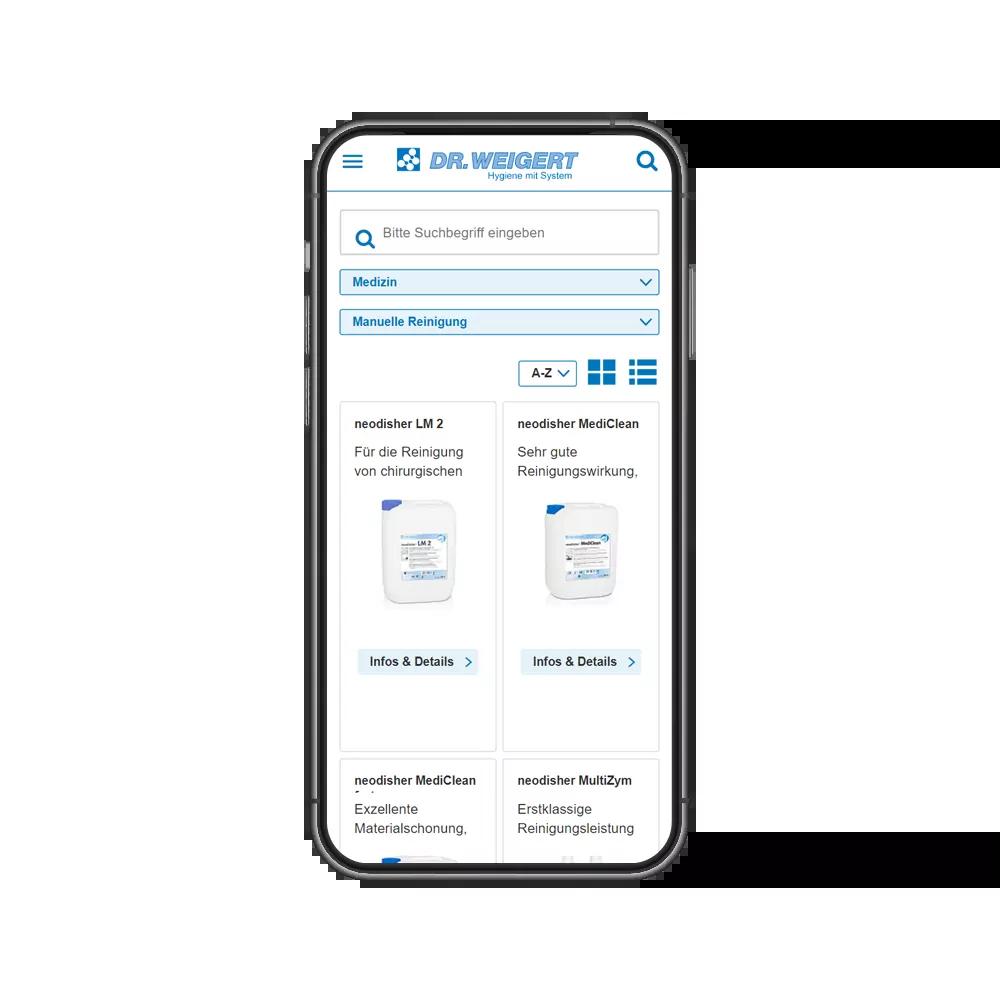 DR.WEIGERT
Hygiene mit System
Bitte Suchbegriff eingeben
Medizin
Manuelle Reinigung
A-Z
neodisher LM 2
Für die Reinigung
von chirurgischen
neodisher LM 2
Infos & Details
neodisher MediClean
Sehr gute
Reinigungswirkung,
neodisher MediClean
Infos & Details
neodisher MediClean
Exzellente
Materialschonung,
neodisher MultiZym
Erstklassige
Reinigungsleistung